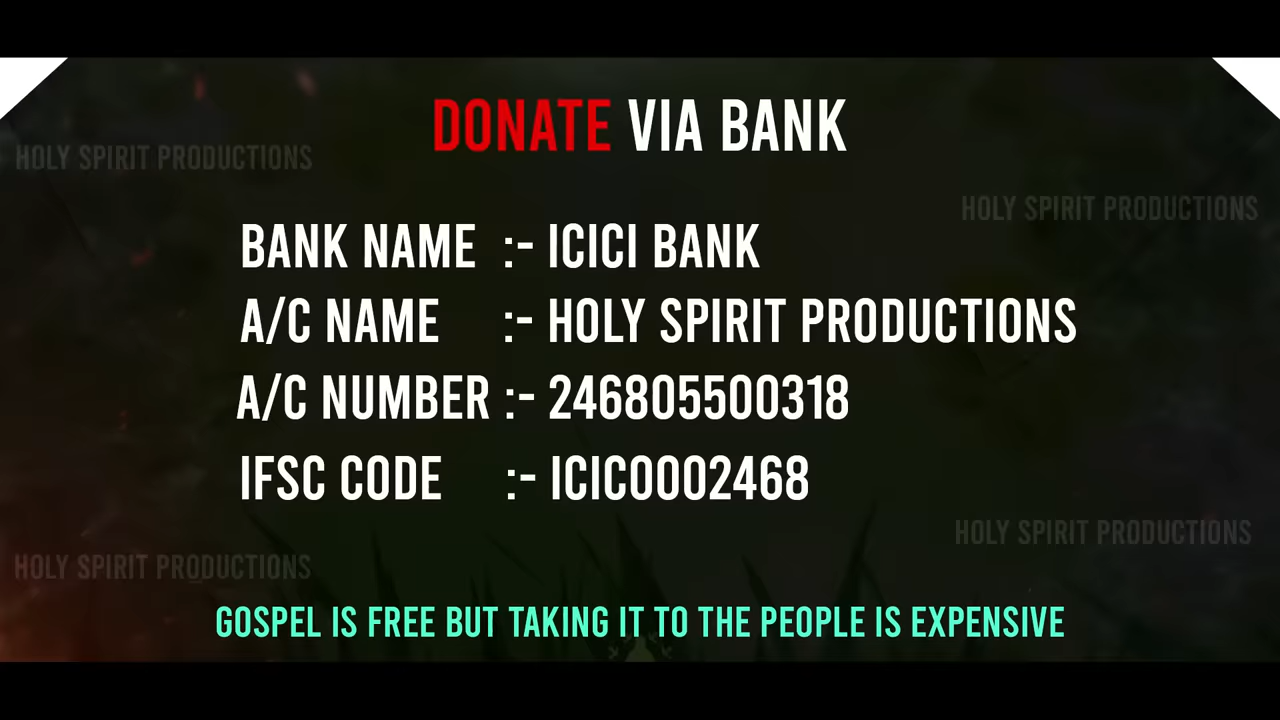 DONATE VIA BANK
HOLY SPIRIT PRODUCTIONS
HOLY SPIRIT PRODUCTIONS
BANK NAME :- ICICI BANK
A/C NAME :- HOLY SPIRIT PRODUCTIONS
A/C NUMBER :- 246805500318
IFSC CODE :- ICIC0002468
HOLY SPIRIT PRODUCTIONS
HOLY SPIRIT PRODUCTIONS
GOSPEL IS FREE BUT TAKING IT TO THE PEOPLE IS EXPENSIVE